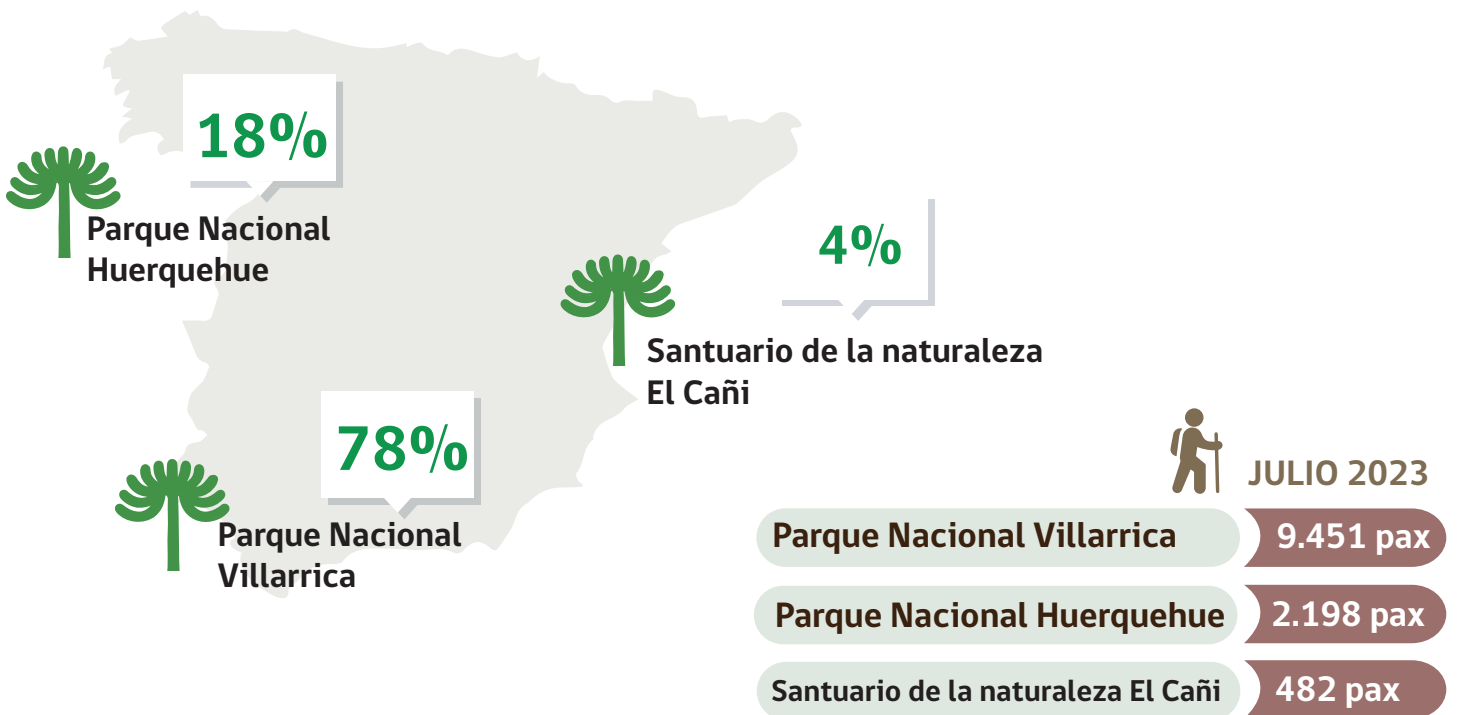 18%
Parque Nacional
Huerquehue
4%
Santuario de la naturaleza
El Cañi
78%
Parque Nacional
Villarrica
JULIO 2023
Parque Nacional Villarrica 9.451 pax
Parque Nacional Huerquehue 2.198 pax
Santuario de la naturaleza El Cañi 482 pax